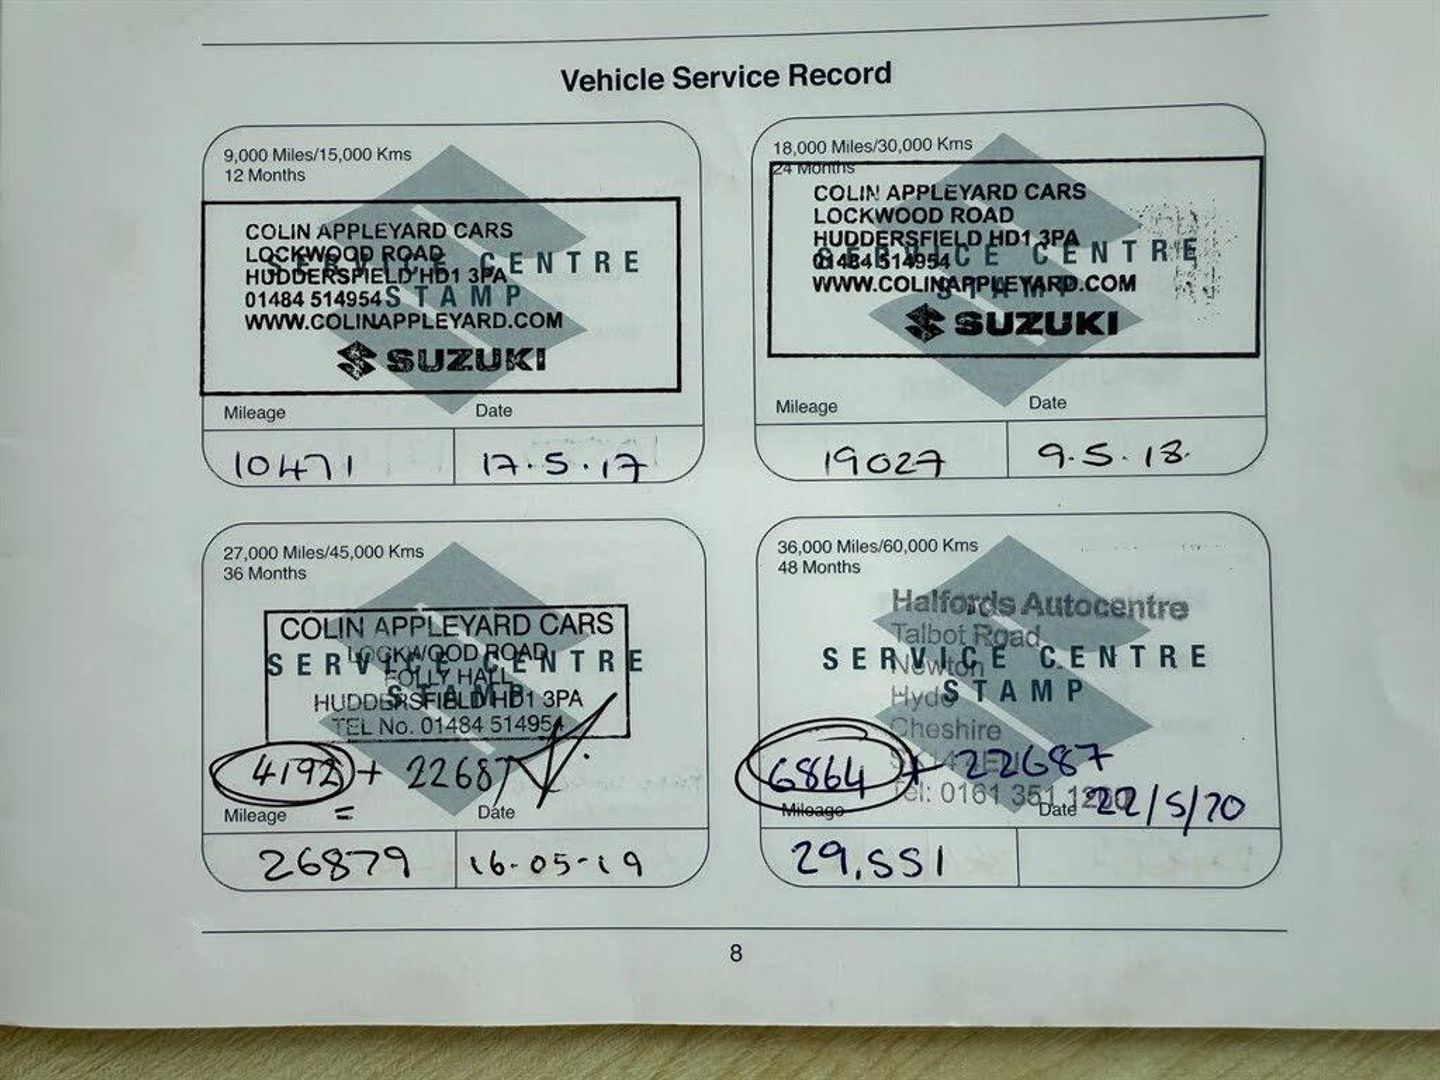 Vehicle Service Record
9,000 Miles/15,000 Kms
12 Months
COLIN APPLEYARD CARS
LOCKWOOD ROAD
SERVICE CENTRE
HUDDERSFIELD HD1 3PA
01484 514954
STAMP
WWW.COLINAPPLEYARD.COM
SUZUKI
Mileage Date
10471 17.5.17
18,000 Miles/30,000 Kms
24 Months
COLIN APPLEYARD CARS
LOCKWOOD ROAD
HUDDERSFIELD HD1 3PA
SERVICE CENTRE
01484 514954
WWW.COLINAPPLEYARD.COM
STAMP
SUZUKI
Mileage Date
19027 9.5.18.
27,000 Miles/45,000 Kms
36 Months
COLIN APPLEYARD CARS
LOCKWOOD ROAD
SERVICE CENTRE
FOLLY HALL
STAMP
HUDDERSFIELD HD1 3PA
TEL No. 01484 514954
4192 + 22687
Mileage = Date
26879 16-05-19
36,000 Miles/60,000 Kms
48 Months
Halfords Autocentre
Talbot Road
SERVICE CENTRE
Newton
Hyde
STAMP
Cheshire
6864 + 22687
Tel: 0161 351
Mileage Date 22/5/20
29,551
8